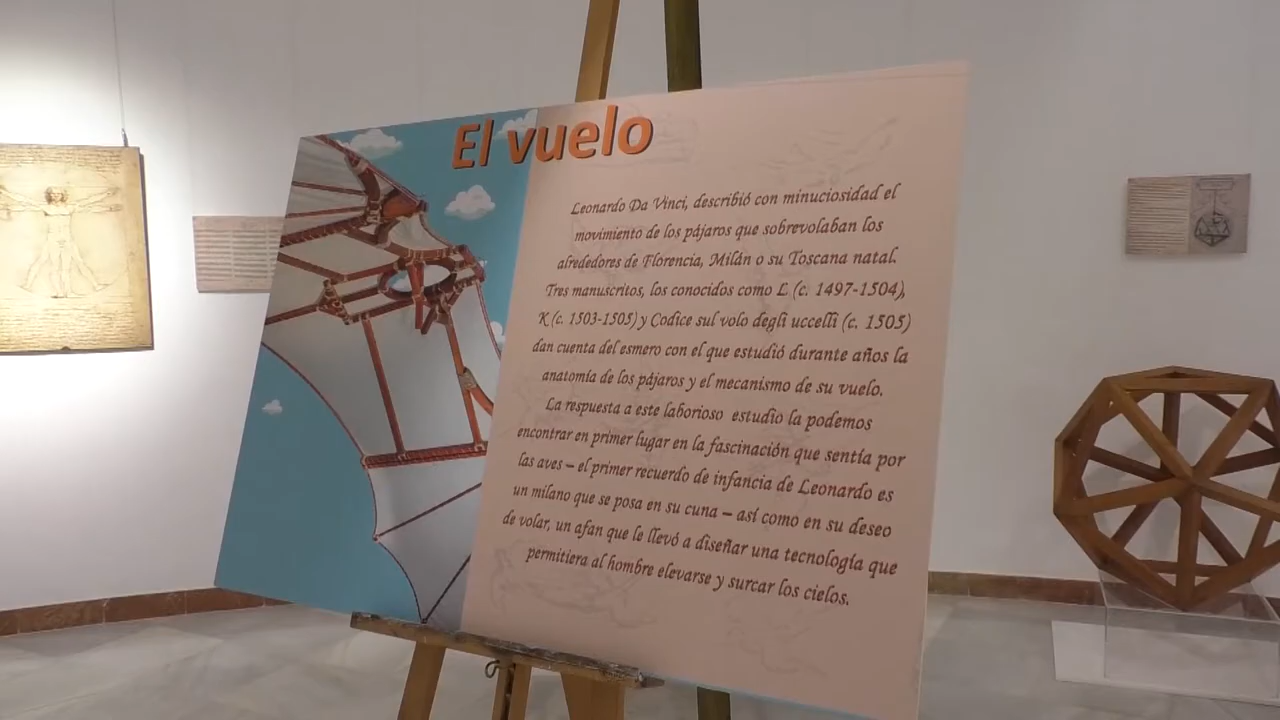 El vuelo
Leonardo Da Vinci, describió con minuciosidad el
movimiento de los pájaros que sobrevolaban los
alrededores de Florencia, Milán o su Toscana natal.
Tres manuscritos, los conocidos como L (c. 1497-1504),
K (c. 1503-1505) y Codice sul volo degli uccelli (c. 1505)
dan cuenta del esmero con el que estudió durante años la
anatomía de los pájaros y el mecanismo de su vuelo.
La respuesta a este laborioso estudio la podemos
encontrar en primer lugar en la fascinación que sentía por
las aves – el primer recuerdo de infancia de Leonardo es
un milano que se posa en su cuna – así como en su deseo
de volar, un afan que le llevó a diseñar una tecnología que
permitiera al hombre elevarse y surcar los cielos.